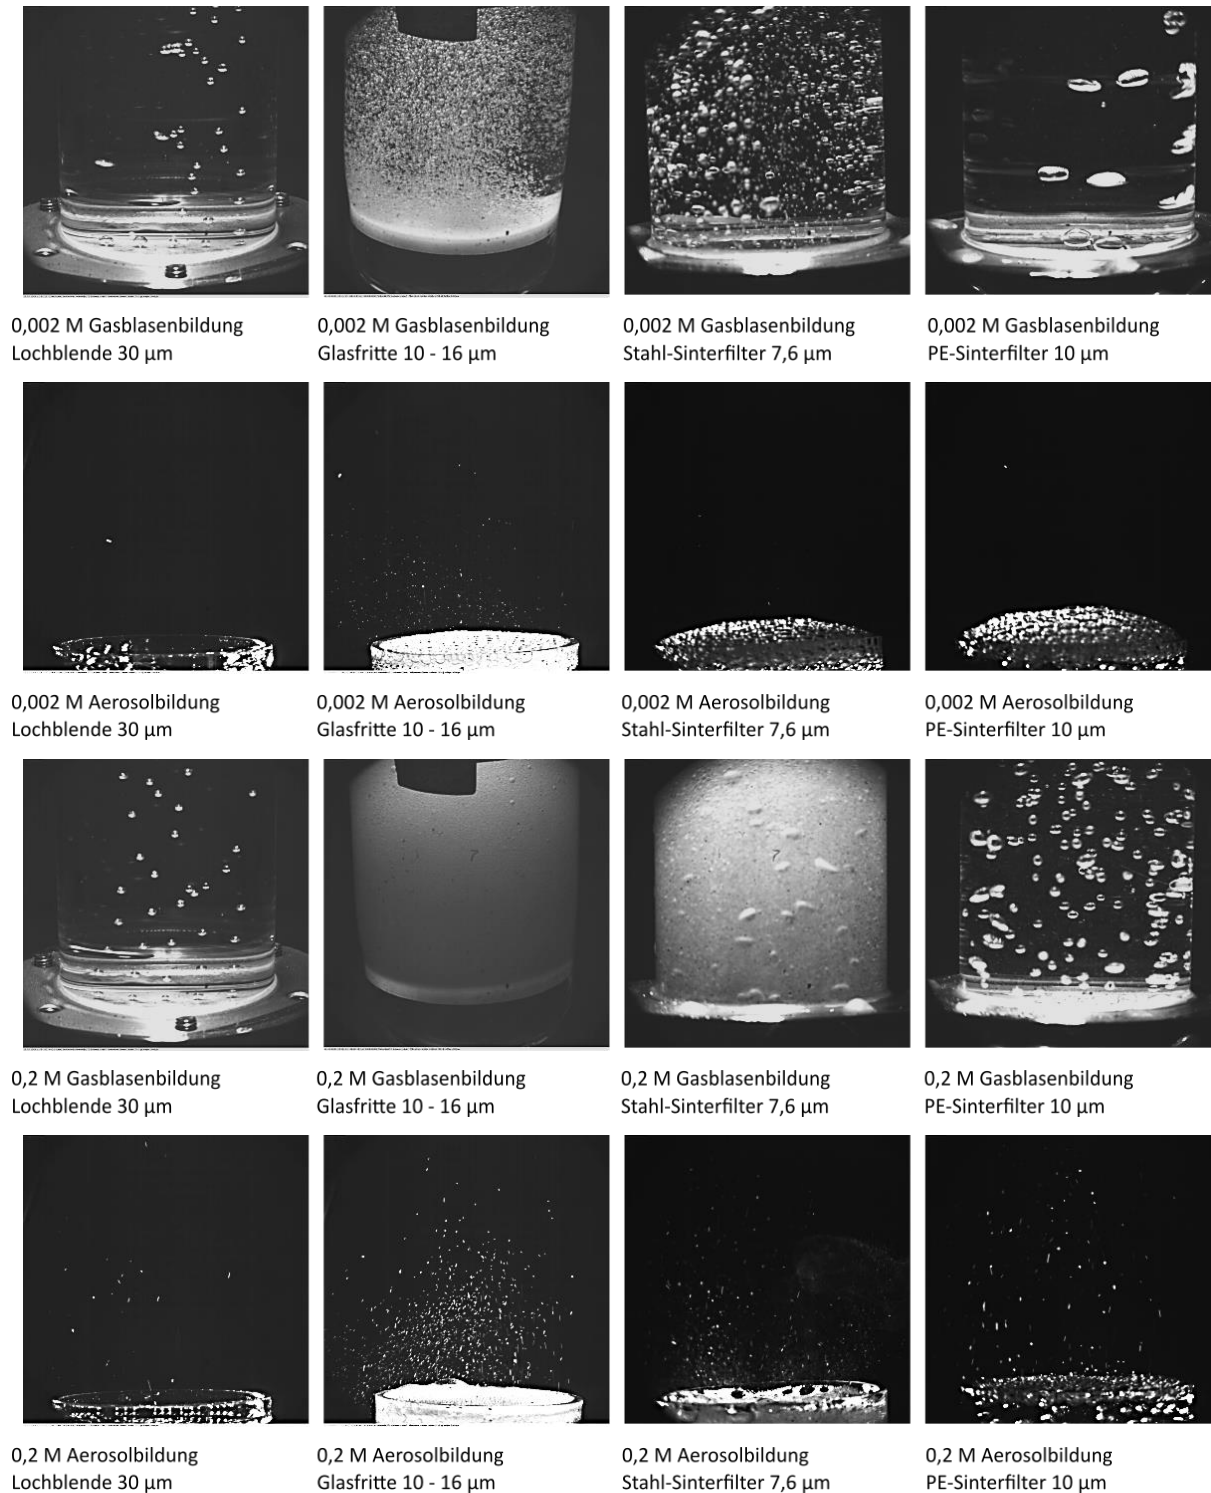 0,002 M Gasblasenbildung
Lochblende 30 µm
0,002 M Gasblasenbildung
Glasfritte 10 - 16 µm
0,002 M Gasblasenbildung
Stahl-Sinterfilter 7,6 µm
0,002 M Gasblasenbildung
PE-Sinterfilter 10 µm
0,002 M Aerosolbildung
Lochblende 30 µm
0,002 M Aerosolbildung
Glasfritte 10 - 16 µm
0,002 M Aerosolbildung
Stahl-Sinterfilter 7,6 µm
0,002 M Aerosolbildung
PE-Sinterfilter 10 µm
0,2 M Gasblasenbildung
Lochblende 30 µm
0,2 M Gasblasenbildung
Glasfritte 10 - 16 µm
0,2 M Gasblasenbildung
Stahl-Sinterfilter 7,6 µm
0,2 M Gasblasenbildung
PE-Sinterfilter 10 µm
0,2 M Aerosolbildung
Lochblende 30 µm
0,2 M Aerosolbildung
Glasfritte 10 - 16 µm
0,2 M Aerosolbildung
Stahl-Sinterfilter 7,6 µm
0,2 M Aerosolbildung
PE-Sinterfilter 10 µm